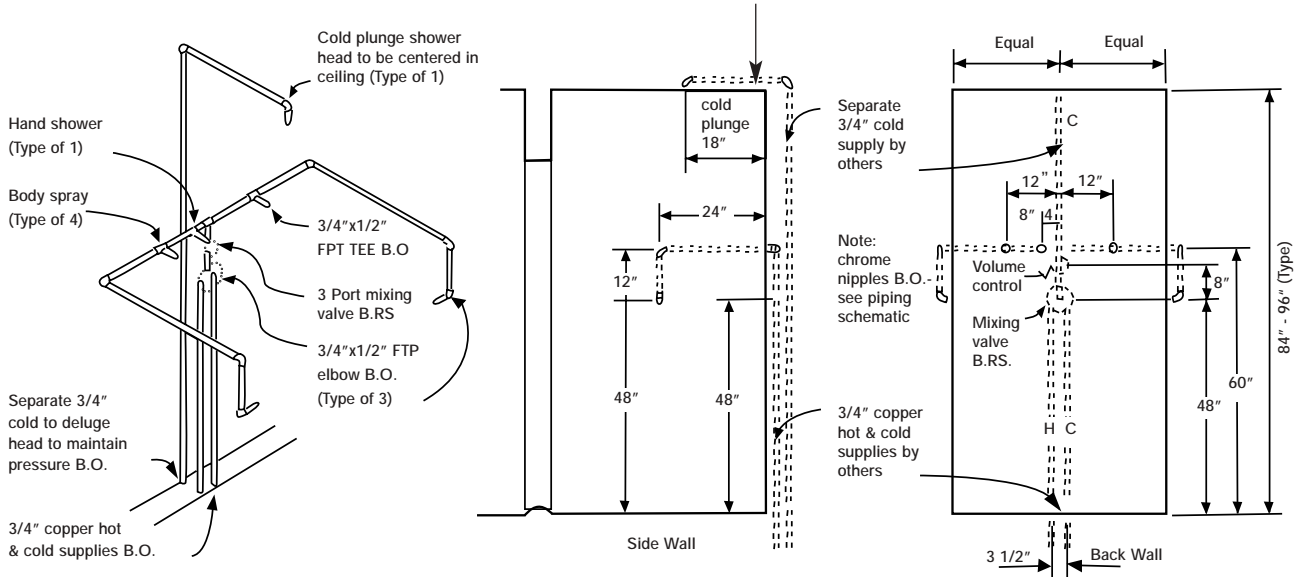 Cold plunge shower
head to be centered in
ceiling (Type of 1)
Hand shower
(Type of 1)
Body spray
(Type of 4)
3/4"x1/2"
FPT TEE B.O
3 Port mixing
valve B.RS
3/4"x1/2" FTP
elbow B.O.
(Type of 3)
Separate 3/4"
cold to deluge
head to maintain
pressure B.O.
3/4" copper hot
& cold supplies B.O.
cold
plunge
18"
24"
12"
48"
48"
Side Wall
Separate
3/4" cold
supply by
others
Note:
chrome
nipples B.O.-
see piping
schematic
3/4" copper
hot & cold
supplies by
others
Equal
Equal
C
12"
12"
8"
4
Volume
control
8"
Mixing
valve
B.RS.
H
C
48"
60"
84" - 96" (Type)
3 1/2"
Back Wall